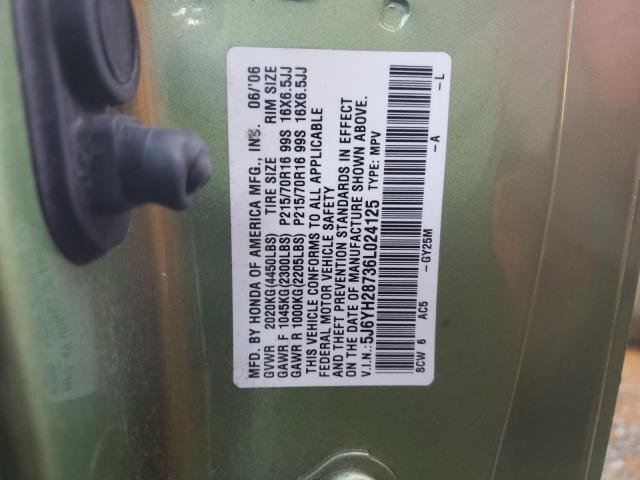 MFD. BY HONDA OF AMERICA MFG., INC. 06/'06
GVWR 2020KG(4450LBS) TIRE SIZE RIM SIZE
GAWR F 1045KG(2300LBS) P215/70R16 99S 16X6.5JJ
GAWR R 1000KG(2205LBS) P215/70R16 99S 16X6.5JJ
THIS VEHICLE CONFORMS TO ALL APPLICABLE
FEDERAL MOTOR VEHICLE SAFETY
AND THEFT PREVENTION STANDARDS IN EFFECT
ON THE DATE OF MANUFACTURE SHOWN ABOVE.
V.I.N.:5J6YH28736L024125 TYPE: MPV
SCW 6 AC5 -GY25M -A -L